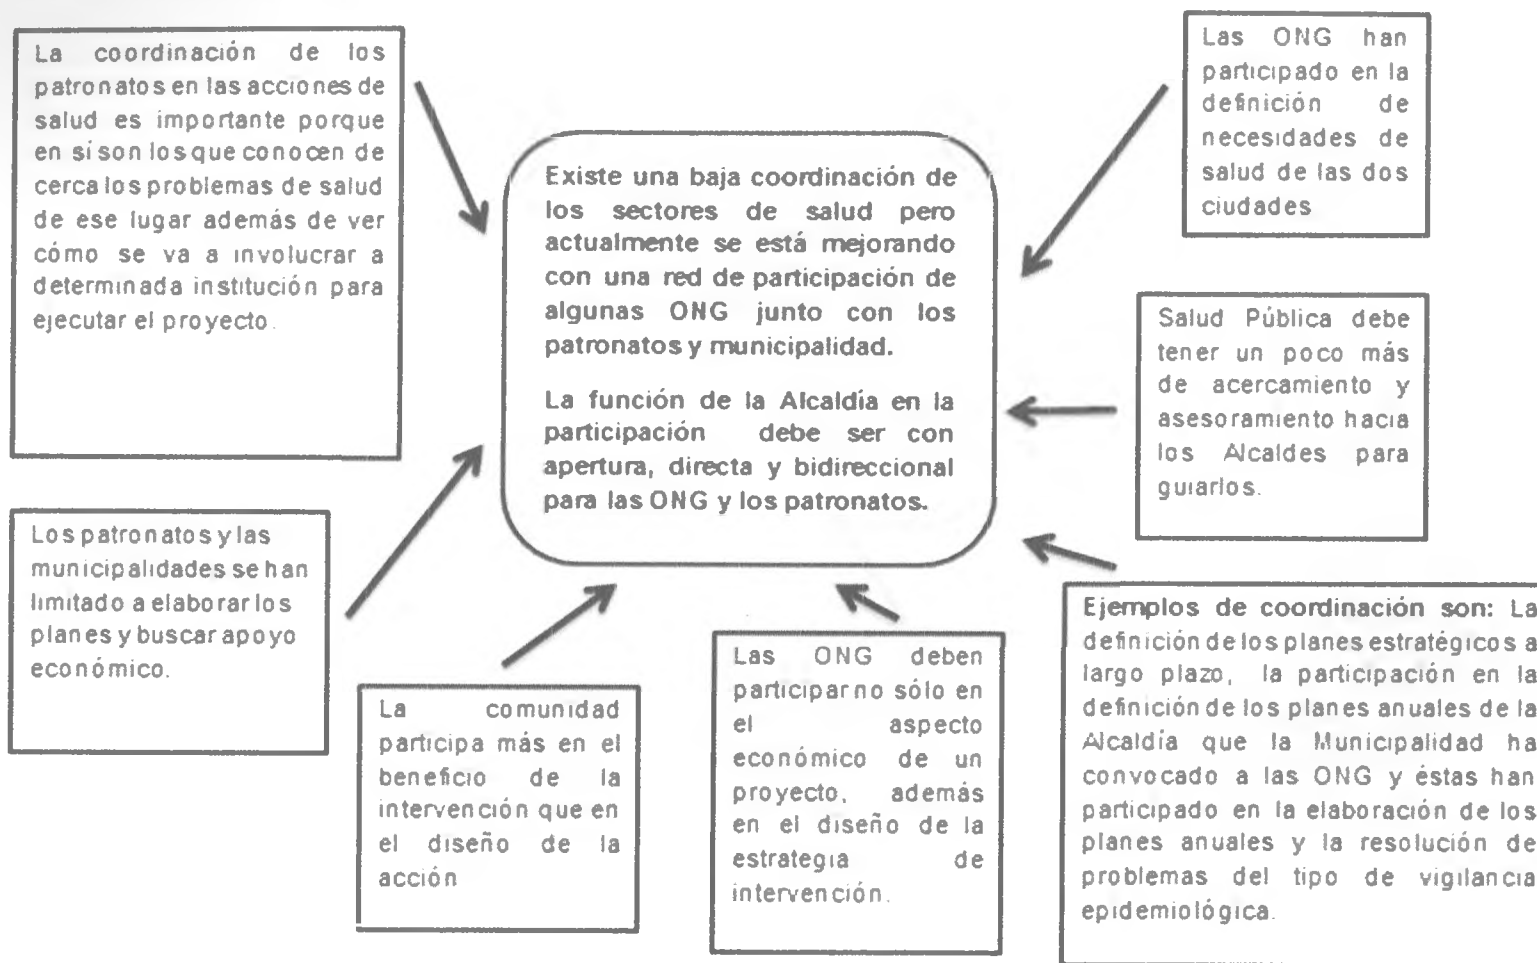 La coordinación de los
patronatos en las acciones de
salud es importante porque
en sí son los que conocen de
cerca los problemas de salud
de ese lugar además de ver
cómo se va a involucrar a
determinada institución para
ejecutar el proyecto.
Los patronatos y las
municipalidades se han
limitado a elaborar los
planes y buscar apoyo
económico.
Existe una baja coordinación de
los sectores de salud pero
actualmente se está mejorando
con una red de participación de
algunas ONG junto con los
patronatos y municipalidad.
La función de la Alcaldía en la
participación debe ser con
apertura, directa y bidireccional
para las ONG y los patronatos.
La comunidad
participa más en el
beneficio de la
intervención que en
el diseño de la
acción
Las ONG deben
participar no sólo en
el aspecto
económico de un
proyecto, además
en el diseño de la
estrategia de
intervención.
Las ONG han
participado en la
definición de
necesidades de
salud de las dos
ciudades
Salud Pública debe
tener un poco más
de acercamiento y
asesoramiento hacia
los Alcaldes para
guiarlos.
Ejemplos de coordinación son: La
definición de los planes estratégicos a
largo plazo, la participación en la
definición de los planes anuales de la
Alcaldía que la Municipalidad ha
convocado a las ONG y éstas han
participado en la elaboración de los
planes anuales y la resolución de
problemas del tipo de vigilancia
epidemiológica.